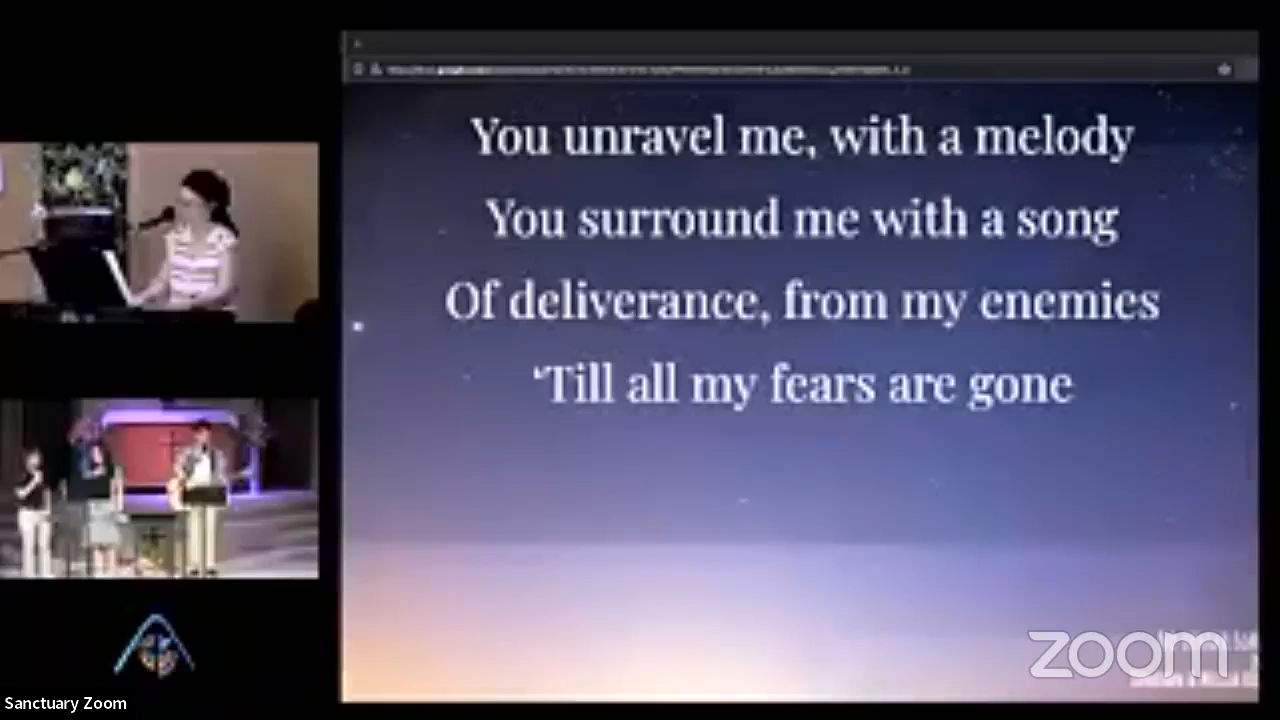 You unravel me, with a melody
You surround me with a song
Of deliverance, from my enemies
‘Till all my fears are gone
zoom
Sanctuary Zoom